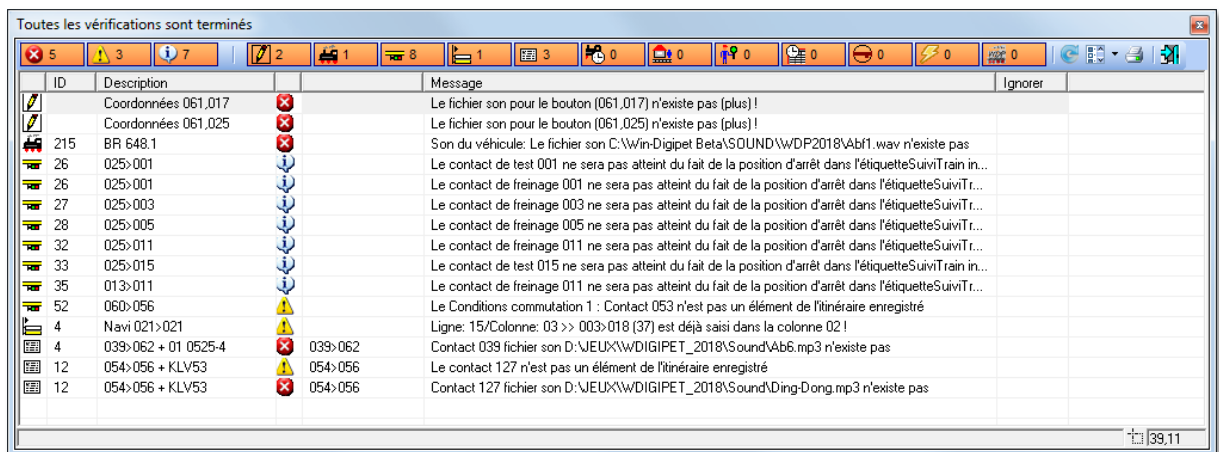 Toutes les vérifications sont terminés
5 3 7 2 1 8 1 3 0 0 0 0 0 0 0
ID Description Message Ignorer
Coordonnées 061,017 Le fichier son pour le bouton (061,017) n'existe pas (plus) !
Coordonnées 061,025 Le fichier son pour le bouton (061,025) n'existe pas (plus) !
215 BR 648.1 Son du véhicule: Le fichier son C:\Win-Digipet Beta\SOUND\WDP2018\Abf1.wav n'existe pas
26 025>001 Le contact de test 001 ne sera pas atteint du fait de la position d'arrêt dans l'étiquetteSuiviTrain in...
26 025>001 Le contact de freinage 001 ne sera pas atteint du fait de la position d'arrêt dans l'étiquetteSuiviTr...
27 025>003 Le contact de freinage 003 ne sera pas atteint du fait de la position d'arrêt dans l'étiquetteSuiviTr...
28 025>005 Le contact de freinage 005 ne sera pas atteint du fait de la position d'arrêt dans l'étiquetteSuiviTr...
32 025>011 Le contact de freinage 011 ne sera pas atteint du fait de la position d'arrêt dans l'étiquetteSuiviTr...
33 025>015 Le contact de test 015 ne sera pas atteint du fait de la position d'arrêt dans l'étiquetteSuiviTrain in...
35 013>011 Le contact de freinage 011 ne sera pas atteint du fait de la position d'arrêt dans l'étiquetteSuiviTr...
52 060>056 Le Conditions commutation 1 : Contact 053 n'est pas un élément de l'itinéraire enregistré
4 Navi 021>021 Ligne: 15/Colonne: 03 >> 003>018 (37) est déjà saisi dans la colonne 02 !
4 039>062 + 01 0525-4 039>062 Contact 039 fichier son D:\JEUX\WDIGIPET_2018\Sound\Ab6.mp3 n'existe pas
12 054>056 + KLV53 054>056 Le contact 127 n'est pas un élément de l'itinéraire enregistré
12 054>056 + KLV53 054>056 Contact 127 fichier son D:\JEUX\WDIGIPET_2018\Sound\Ding-Dong.mp3 n'existe pas
39,11